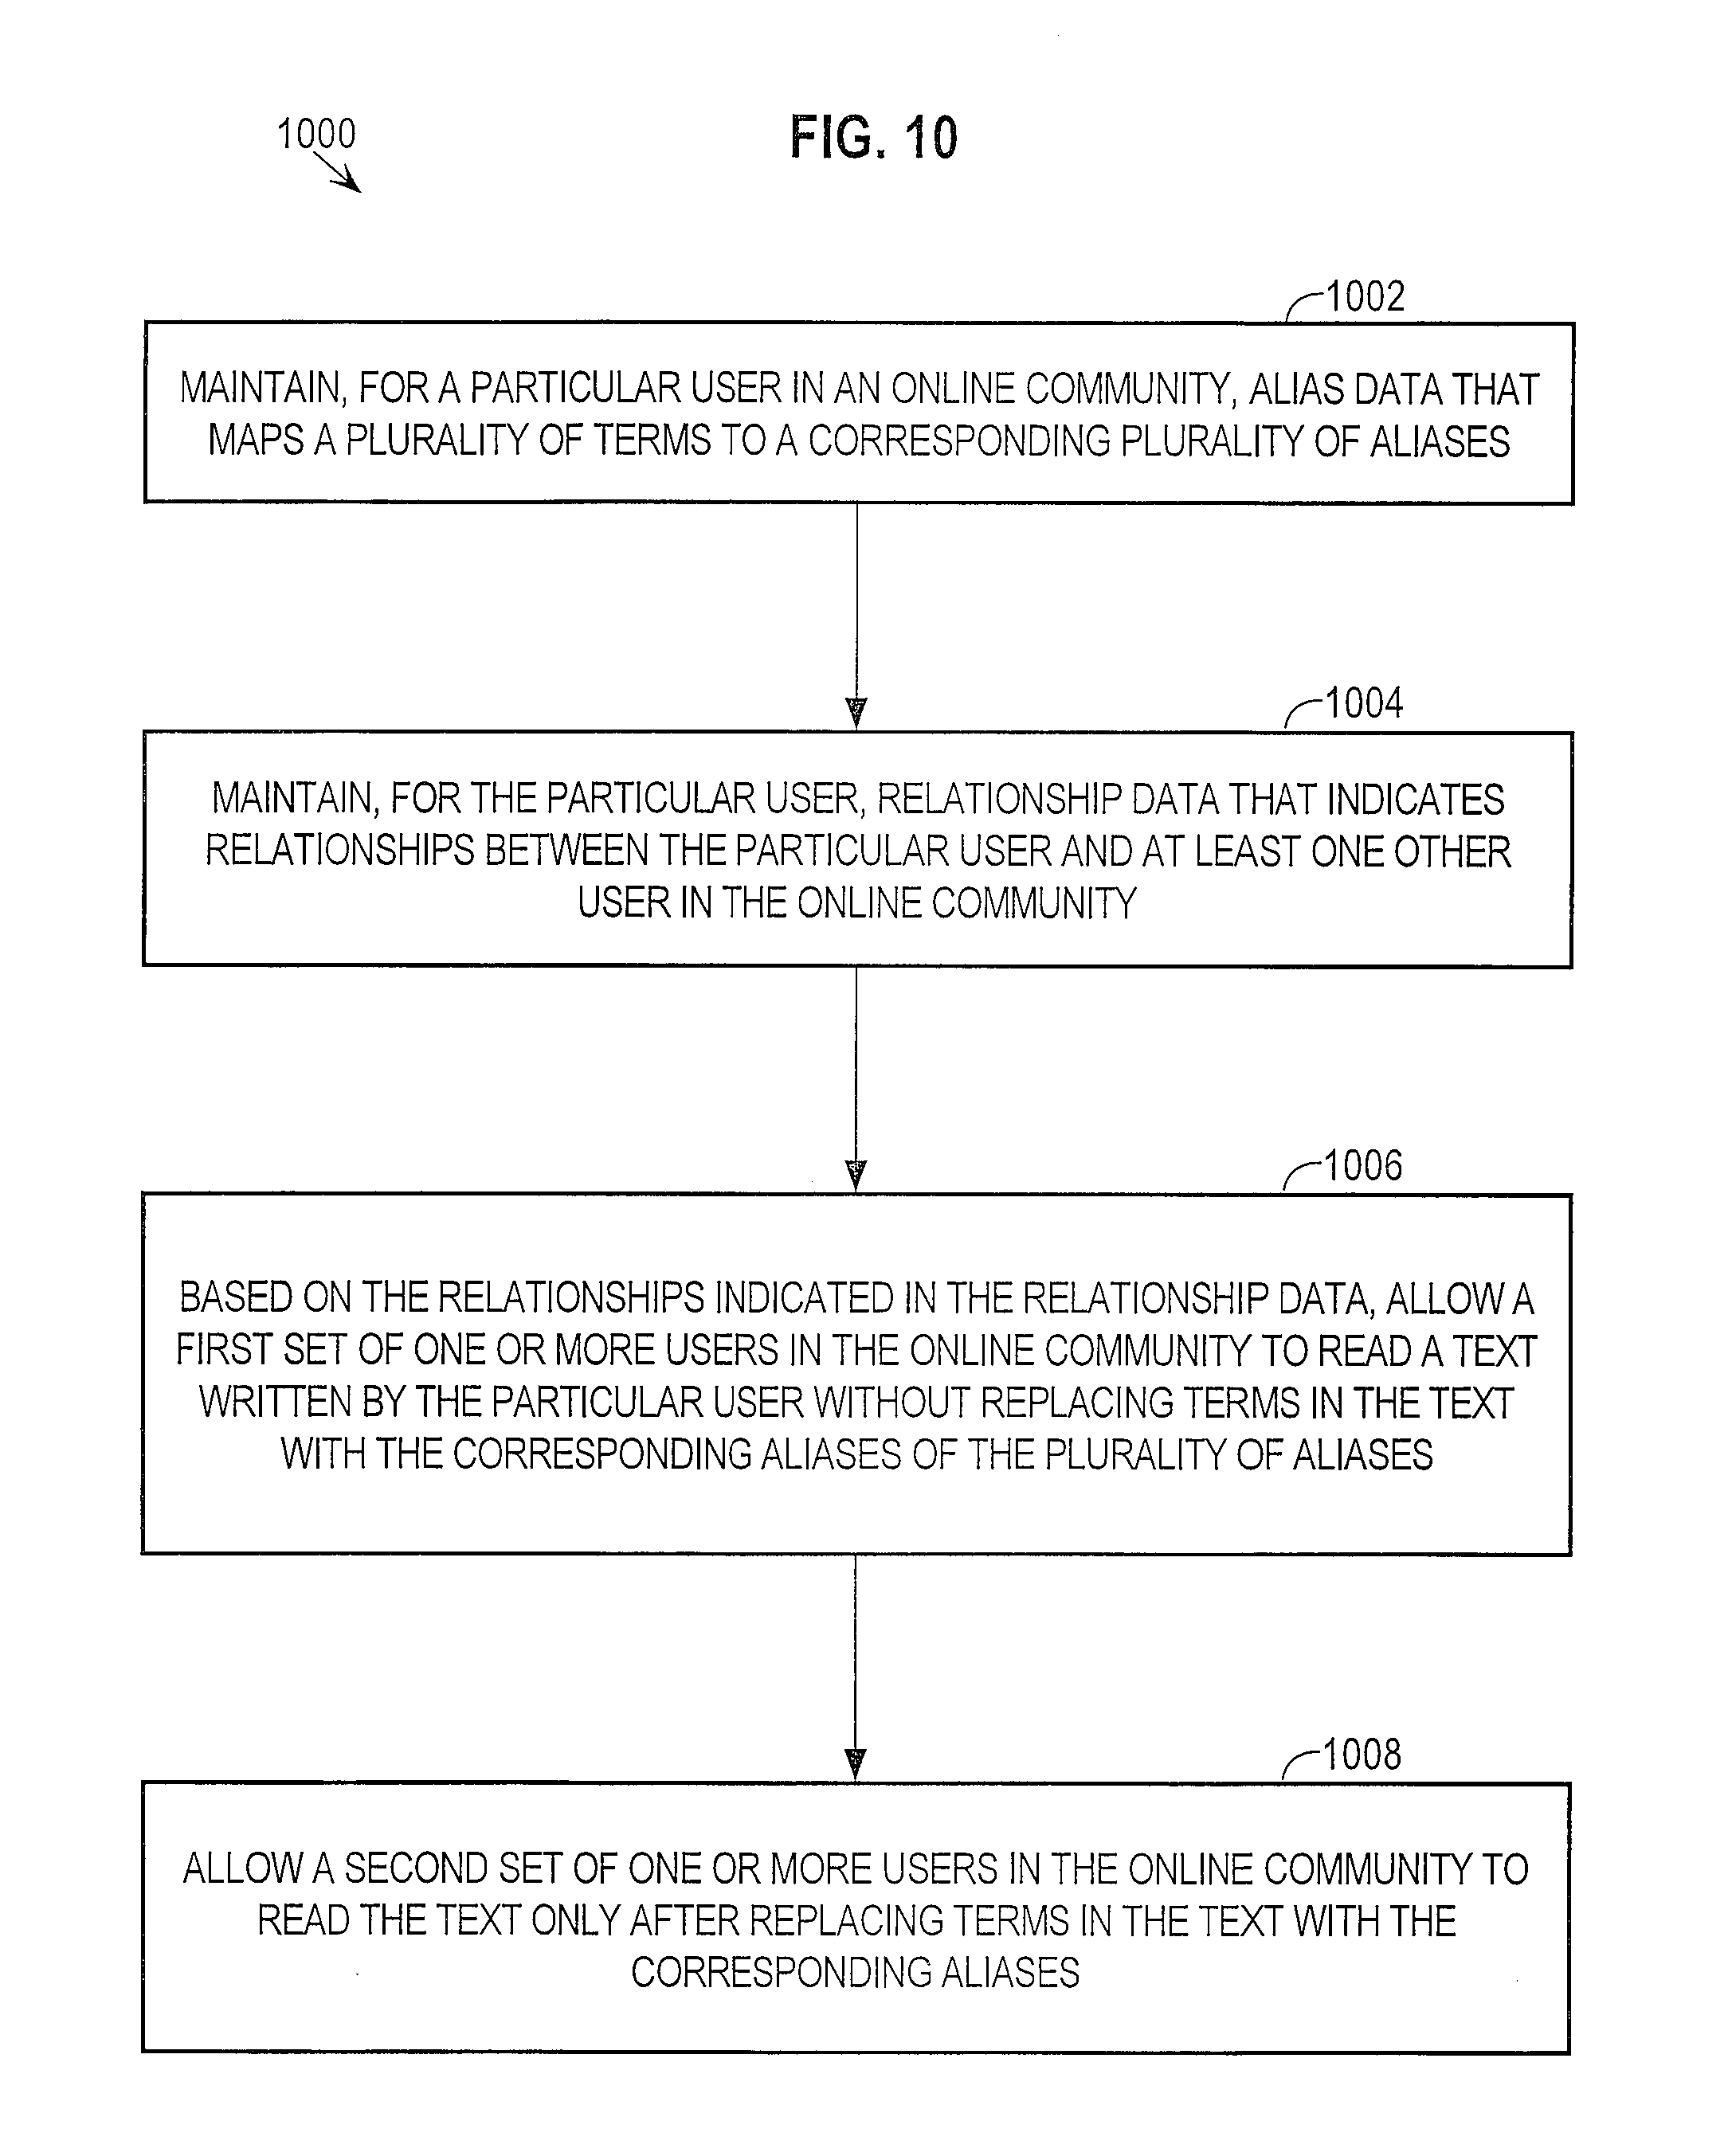 FIG. 10
1000
1002
MAINTAIN, FOR A PARTICULAR USER IN AN ONLINE COMMUNITY, ALIAS DATA THAT
MAPS A PLURALITY OF TERMS TO A CORRESPONDING PLURALITY OF ALIASES
1004
MAINTAIN, FOR THE PARTICULAR USER, RELATIONSHIP DATA THAT INDICATES
RELATIONSHIPS BETWEEN THE PARTICULAR USER AND AT LEAST ONE OTHER
USER IN THE ONLINE COMMUNITY
1006
BASED ON THE RELATIONSHIPS INDICATED IN THE RELATIONSHIP DATA, ALLOW A
FIRST SET OF ONE OR MORE USERS IN THE ONLINE COMMUNITY TO READ A TEXT
WRITTEN BY THE PARTICULAR USER WITHOUT REPLACING TERMS IN THE TEXT
WITH THE CORRESPONDING ALIASES OF THE PLURALITY OF ALIASES
1008
ALLOW A SECOND SET OF ONE OR MORE USERS IN THE ONLINE COMMUNITY TO
READ THE TEXT ONLY AFTER REPLACING TERMS IN THE TEXT WITH THE
CORRESPONDING ALIASES